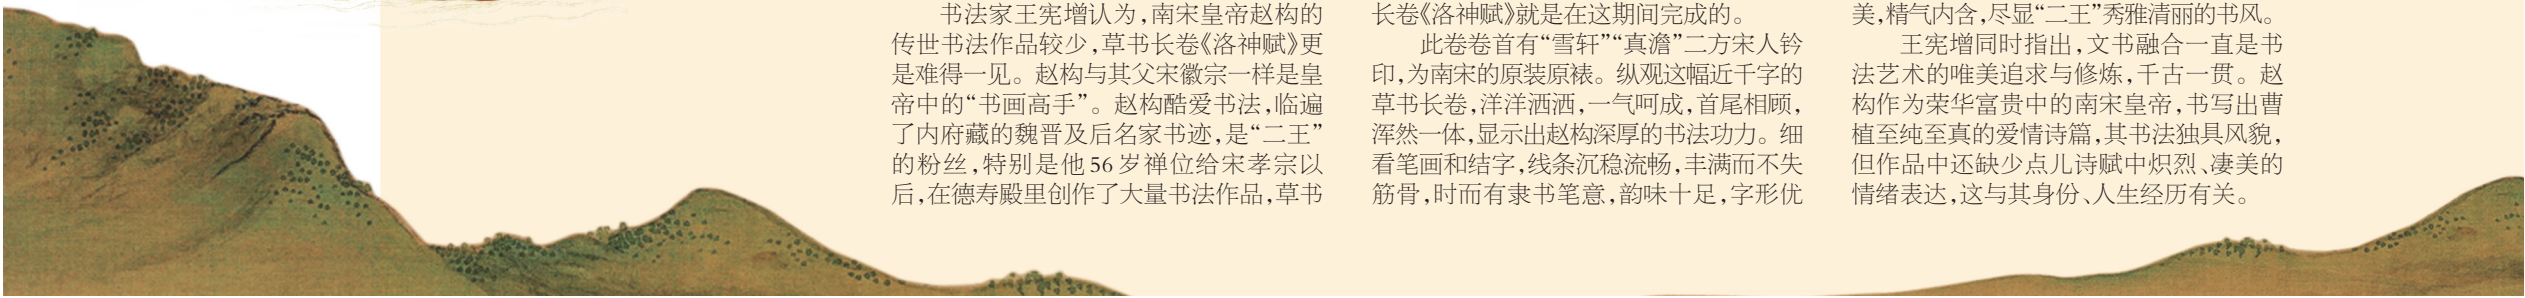 书法家王宪增认为，南宋皇帝赵构的
传世书法作品较少，草书长卷《洛神赋》更
是难得一见。赵构与其父宋徽宗一样是皇
帝中的“书画高手”。赵构酷爱书法，临遍
了内府藏的魏晋及后名家书迹，是“二王”
的粉丝，特别是他56岁禅位给宋孝宗以
后，在德寿殿里创作了大量书法作品，草书
长卷《洛神赋》就是在这期间完成的。
此卷卷首有“雪轩”“真澹”二方宋人钤
印，为南宋的原装原裱。纵观这幅近千字的
草书长卷，洋洋洒洒，一气呵成，首尾相顾，
浑然一体，显示出赵构深厚的书法功力。细
看笔画和结字，线条沉稳流畅，丰满而不失
筋骨，时而有隶书笔意，韵味十足，字形优
美，精气内含，尽显“二王”秀雅清丽的书风。
王宪增同时指出，文书融合一直是书
法艺术的唯美追求与修炼，千古一贯。赵
构作为荣华富贵中的南宋皇帝，书写出曹
植至纯至真的爱情诗篇，其书法独具风貌，
但作品中还缺少点儿诗赋中炽烈、凄美的
情绪表达，这与其身份、人生经历有关。